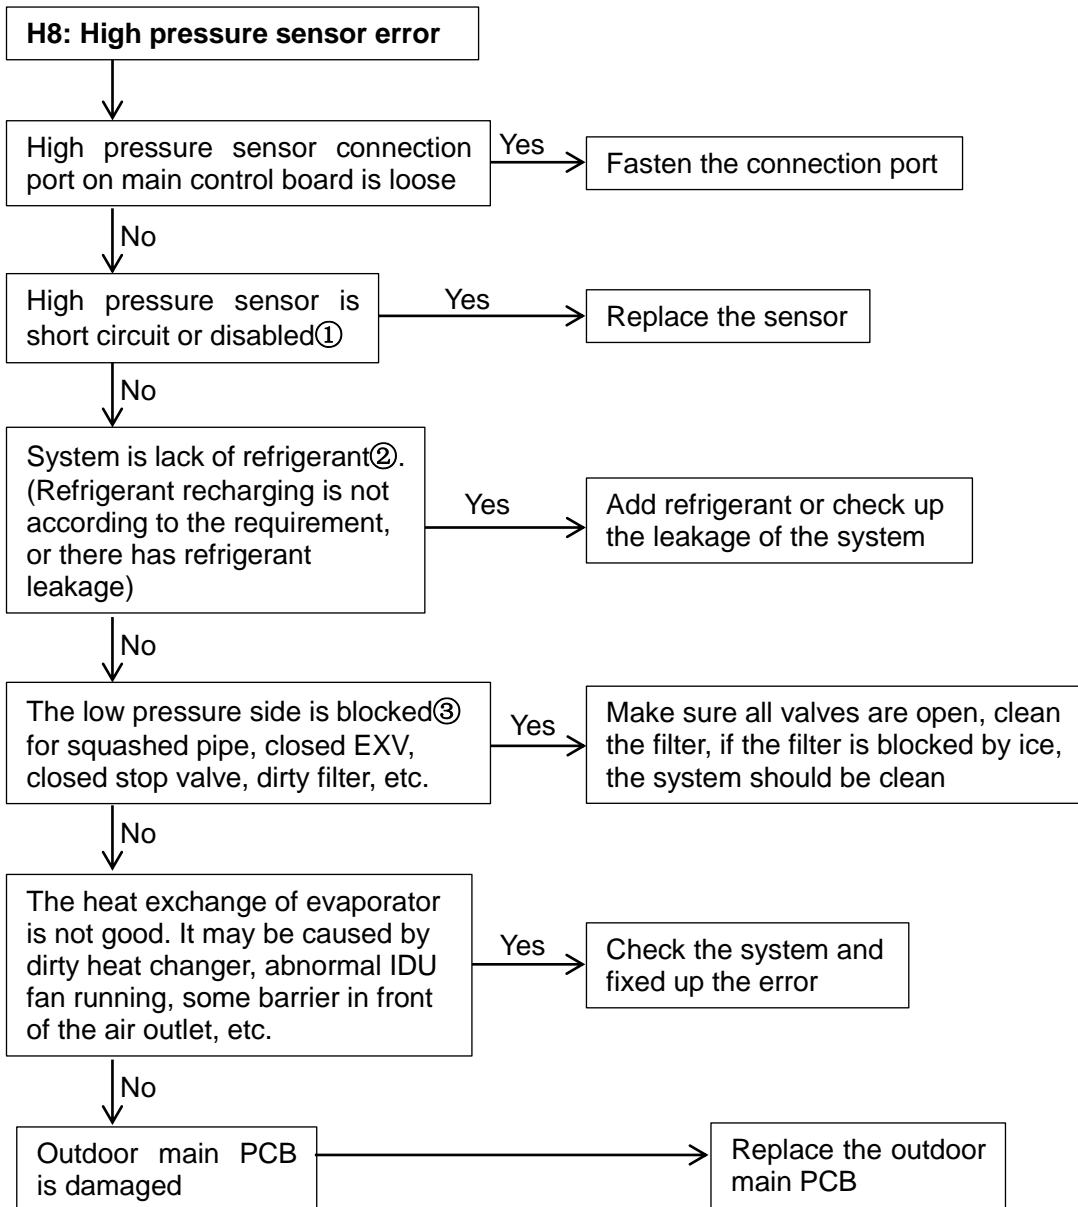 H8: High pressure sensor error
High pressure sensor connection
port on main control board is loose
Yes
Fasten the connection port
No
High pressure sensor is
short circuit or disabled①
Yes
Replace the sensor
No
System is lack of refrigerant②.
(Refrigerant recharging is not
according to the requirement,
or there has refrigerant
leakage)
Yes
Add refrigerant or check up
the leakage of the system
No
The low pressure side is blocked③
for squashed pipe, closed EXV,
closed stop valve, dirty filter, etc.
Yes
Make sure all valves are open, clean
the filter, if the filter is blocked by ice,
the system should be clean
No
The heat exchange of evaporator
is not good. It may be caused by
dirty heat changer, abnormal IDU
fan running, some barrier in front
of the air outlet, etc.
Yes
Check the system and
fixed up the error
No
Outdoor main PCB
is damaged
Replace the outdoor
main PCB